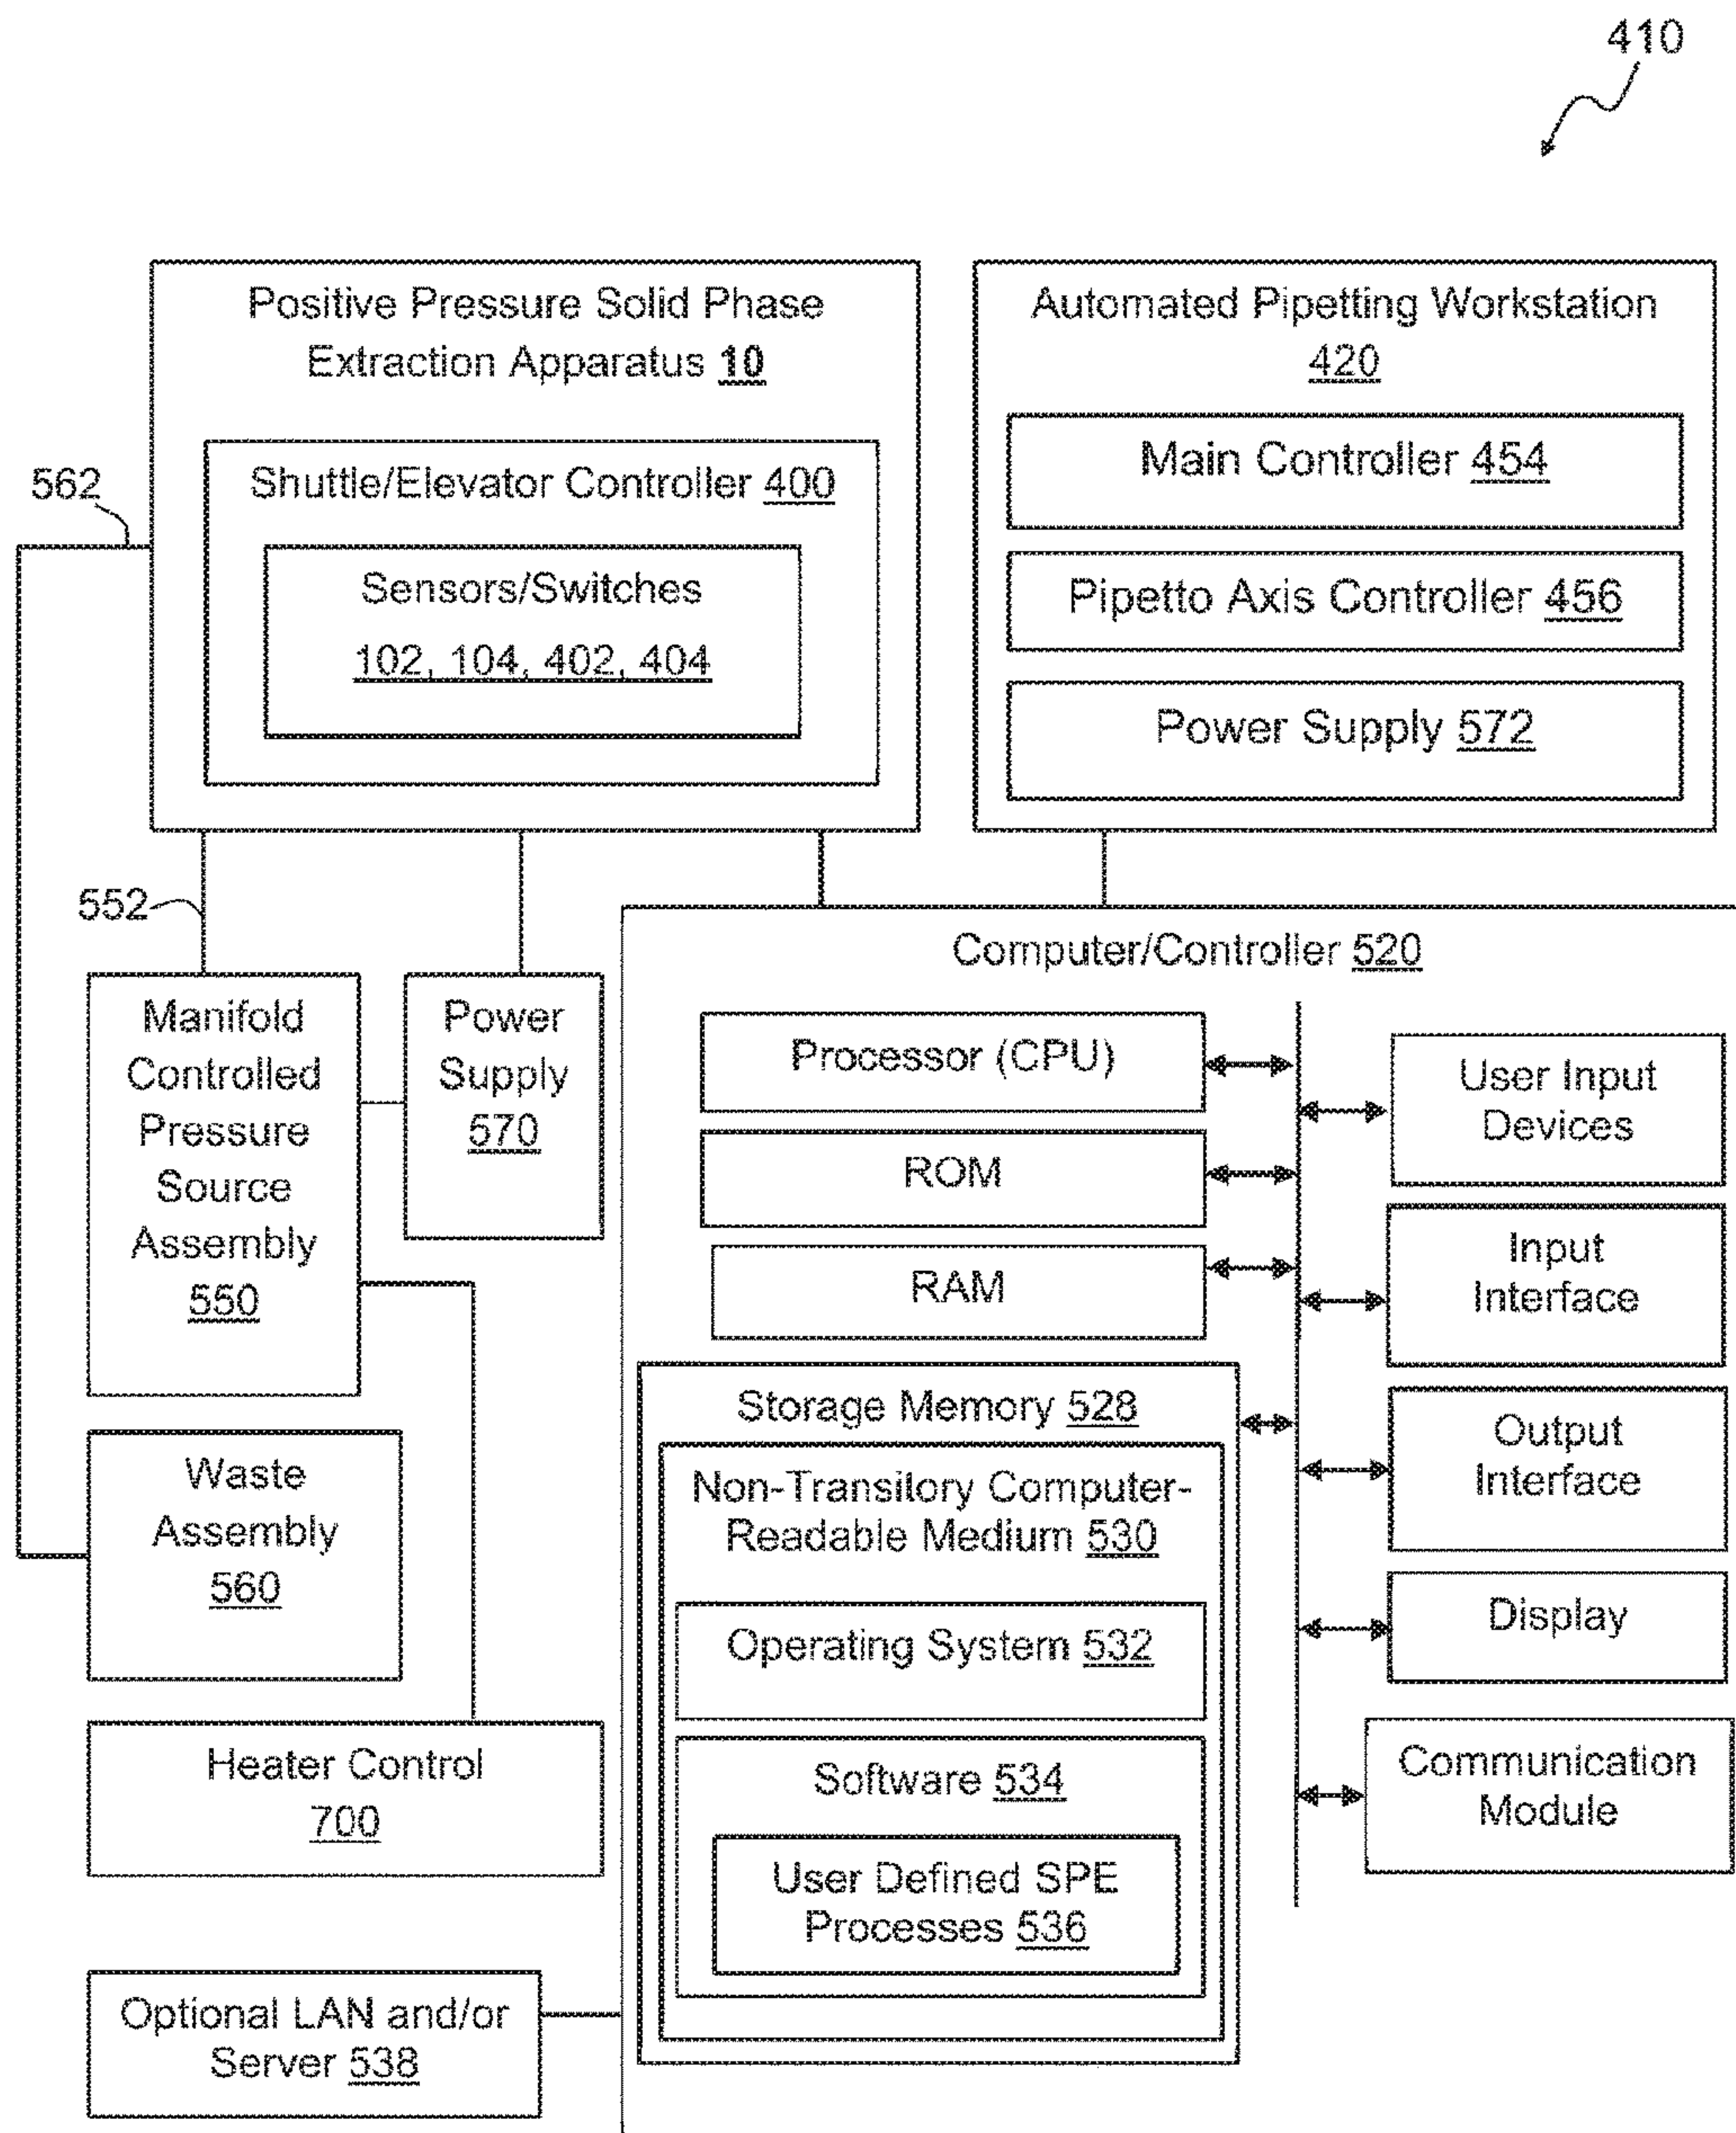 410
Positive Pressure Solid Phase
Extraction Apparatus 10
Shuttle/Elevator Controller 400
Sensors/Switches
102, 104, 402, 404
Automated Pipetting Workstation
420
Main Controller 454
Pipetto Axis Controller 456
Power Supply 572
562
552
Manifold
Controlled
Pressure
Source
Assembly
550
Power
Supply
570
Waste
Assembly
560
Heater Control
700
Optional LAN and/or
Server 538
Computer/Controller 520
Processor (CPU)
ROM
RAM
Storage Memory 528
Non-Transilory Computer-
Readable Medium 530
Operating System 532
Software 534
User Defined SPE
Processes 536
User Input
Devices
Input
Interface
Output
Interface
Display
Communication
Module